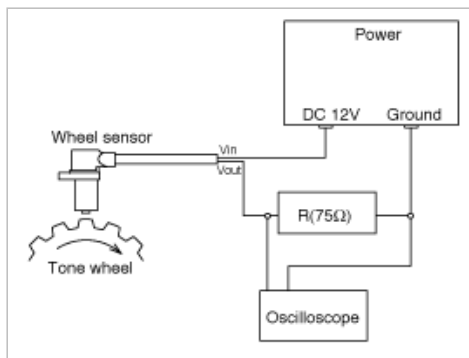 Power
DC 12V Ground
Wheel sensor
Vin
Vout
R(75Ω)
Tone wheel
Oscilloscope